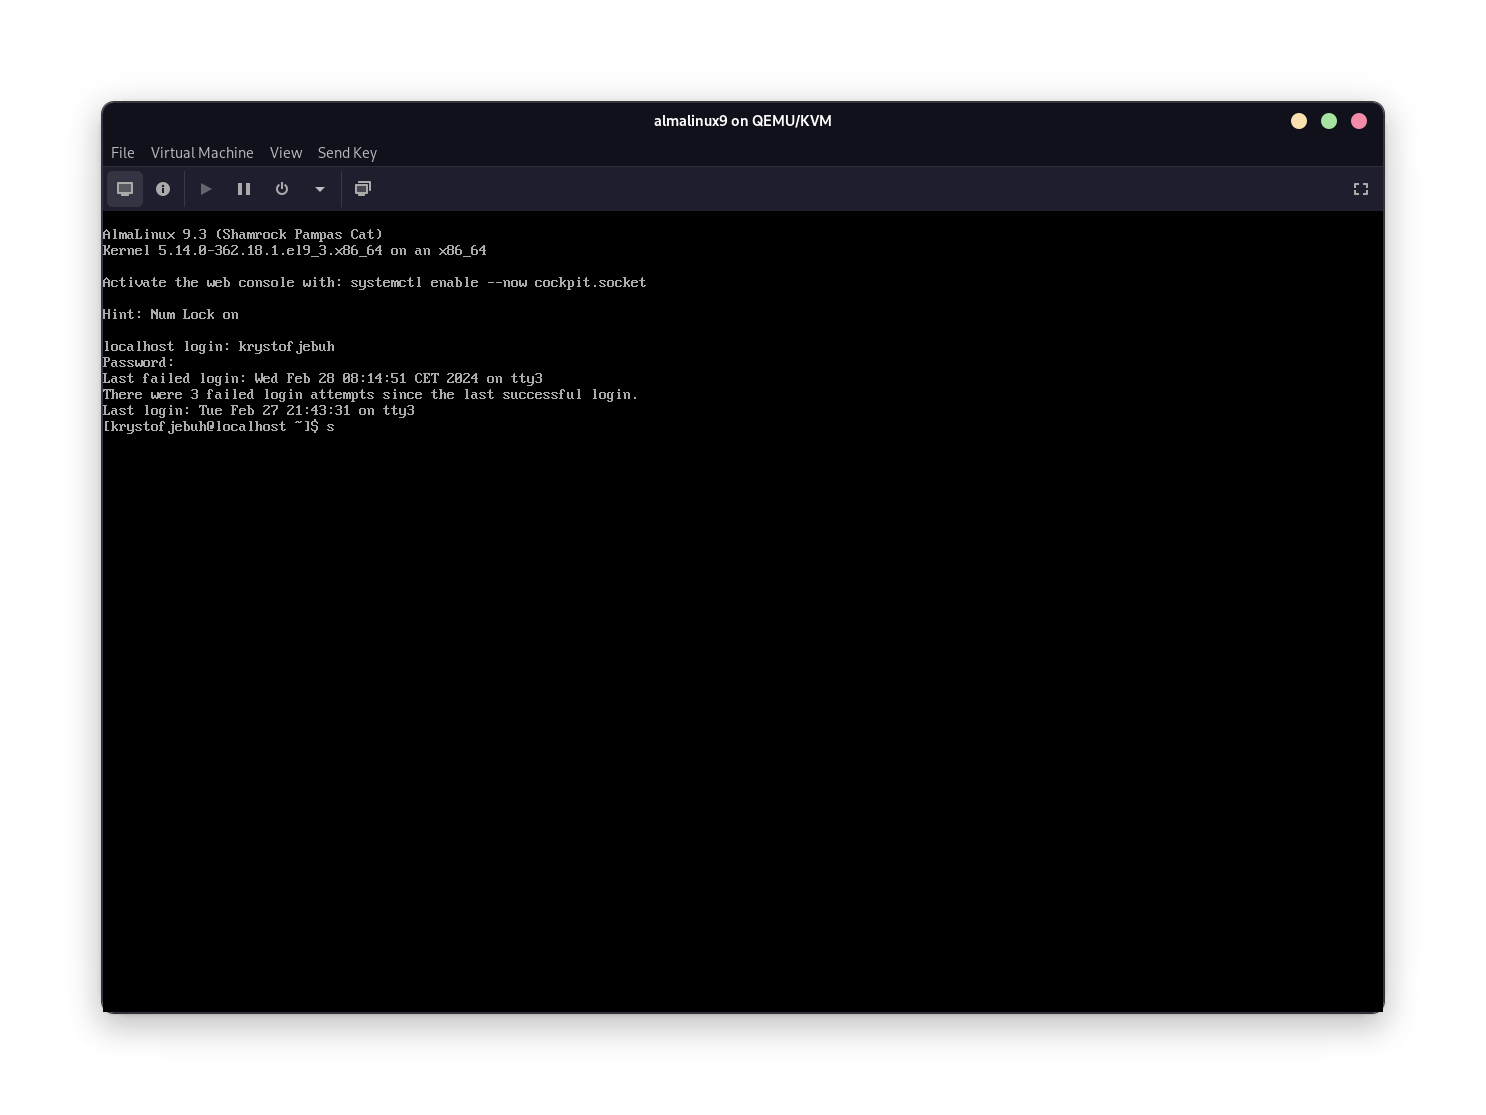 almalinux9 on QEMU/KVM
File Virtual Machine View Send Key
AlmaLinux 9.3 (Shamrock Pampas Cat)
Kernel 5.14.0-362.18.1.el9_3.x86_64 on an x86_64
Activate the web console with: systemctl enable --now cockpit.socket
Hint: Num Lock on
localhost login: krystofjebuh
Password:
Last failed login: Wed Feb 28 08:14:51 CET 2024 on tty3
There were 3 failed login attempts since the last successful login.
Last login: Tue Feb 27 21:43:31 on tty3
[krystofjebuh@localhost ~]$ s